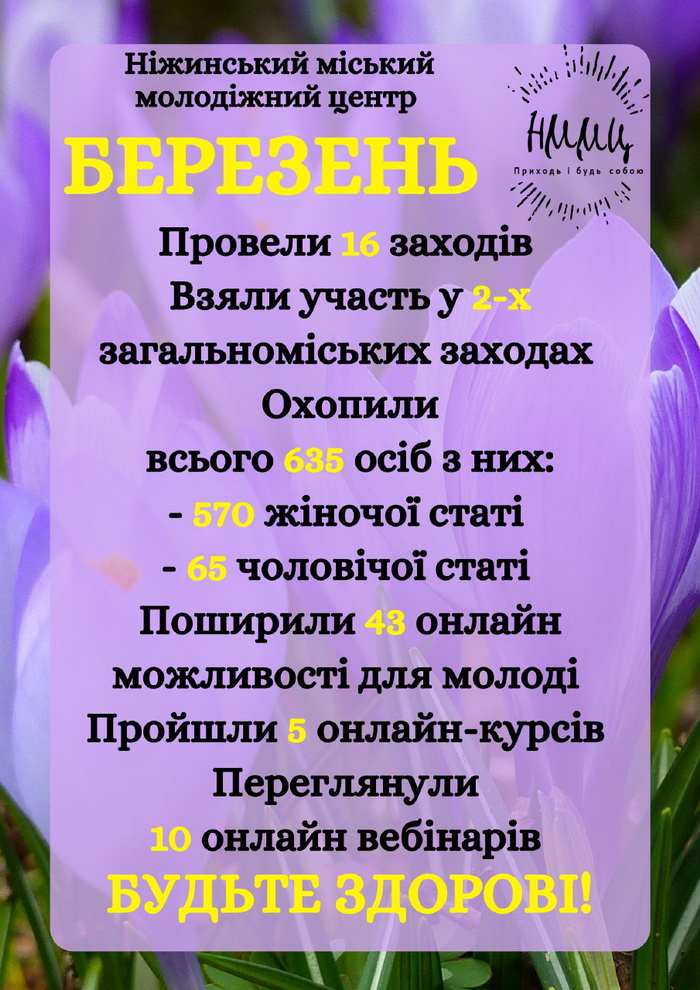 Ніжинський міський
молодіжний центр
НММЦ
Приходь і будь собою
БЕРЕЗЕНЬ
Провели 16 заходів
Взяли участь у 2-х
загальноміських заходах
Охопили
всього 635 осіб з них:
- 570 жіночої статі
- 65 чоловічої статі
Поширили 43 онлайн
можливості для молоді
Пройшли 5 онлайн-курсів
Переглянули
10 онлайн вебінарів
БУДЬТЕ ЗДОРОВІ!